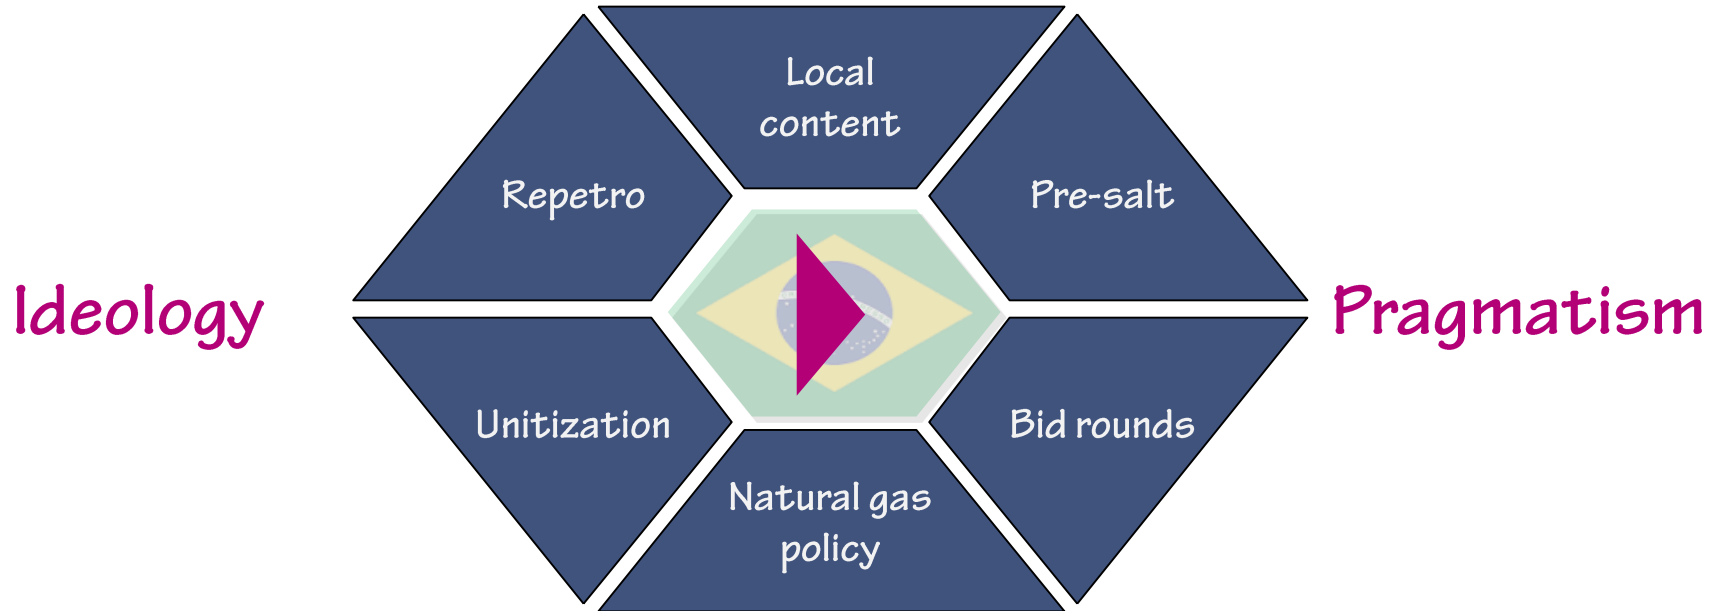 Local
content
Repetro
Pre-salt
Ideology
Pragmatism
Unitization
Bid rounds
Natural gas
policy